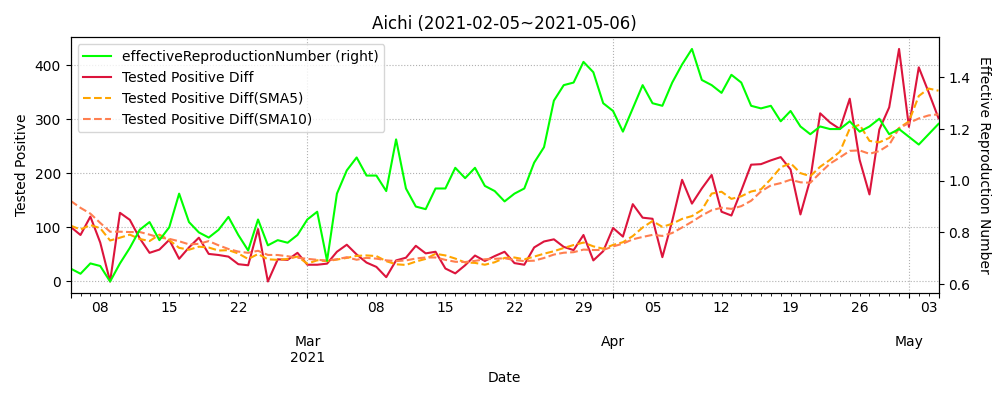 Aichi (2021-02-05~2021-05-06)
effectiveReproductionNumber (right)
Tested Positive Diff
Tested Positive Diff(SMA5)
Tested Positive Diff(SMA10)
Tested Positive
400
300
200
100
0
1.4
1.2
1.0
0.8
0.6
Effective Reproduction Number
08 15 22 08 15 22 29 05 12 19 26 03
Mar Apr May
2021
Date